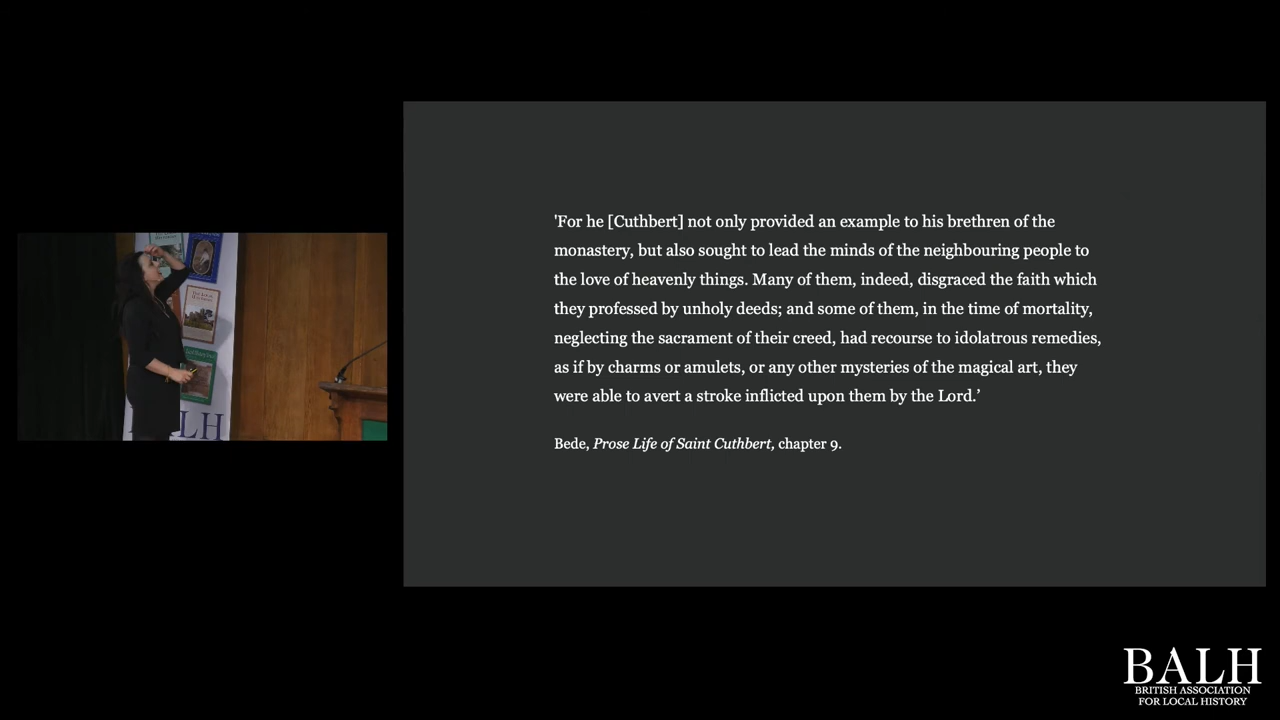 'For he [Cuthbert] not only provided an example to his brethren of the
monastery, but also sought to lead the minds of the neighbouring people to
the love of heavenly things. Many of them, indeed, disgraced the faith which
they professed by unholy deeds; and some of them, in the time of mortality,
neglecting the sacrament of their creed, had recourse to idolatrous remedies,
as if by charms or amulets, or any other mysteries of the magical art, they
were able to avert a stroke inflicted upon them by the Lord.’
Bede, Prose Life of Saint Cuthbert, chapter 9.
BALH
BRITISH ASSOCIATION
FOR LOCAL HISTORY